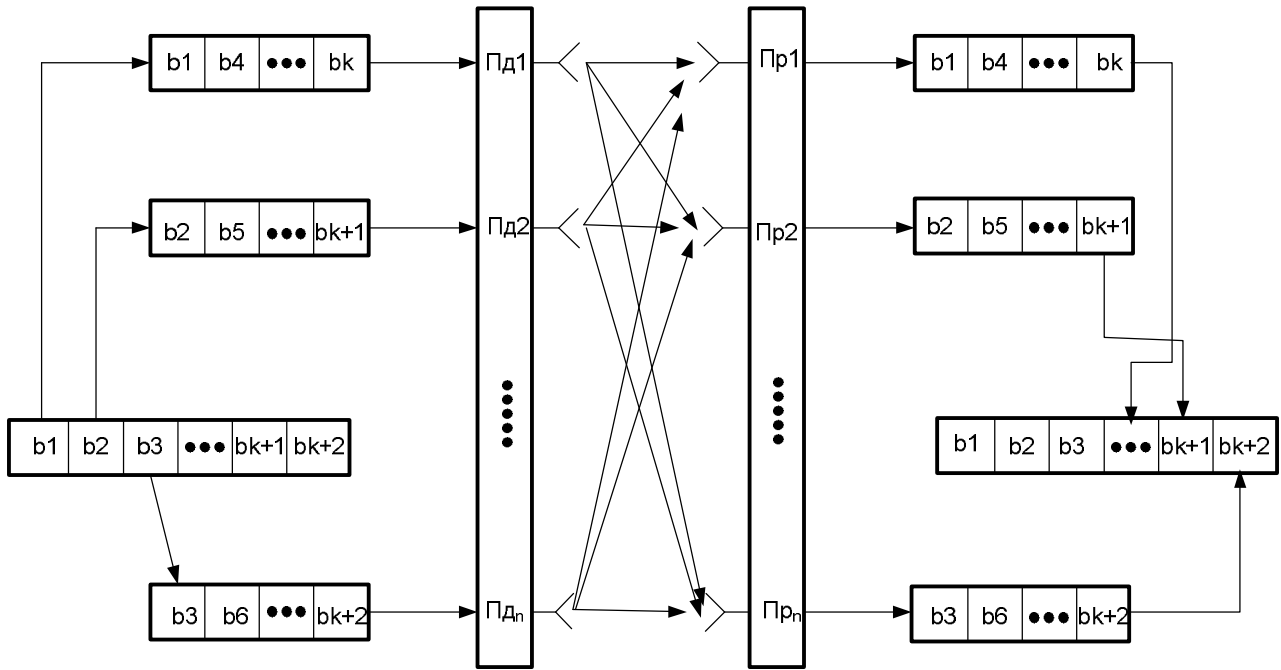 b1 b4 ••• bk
Пд1
Пр1
b1 b4 ••• bk
b2 b5 ••• bk+1
Пд2
Пр2
b2 b5 ••• bk+1
b1 b2 b3 ••• bk+1 bk+2
b1 b2 b3 ••• bk+1 bk+2
b3 b6 ••• bk+2
Пдn
Прn
b3 b6 ••• bk+2